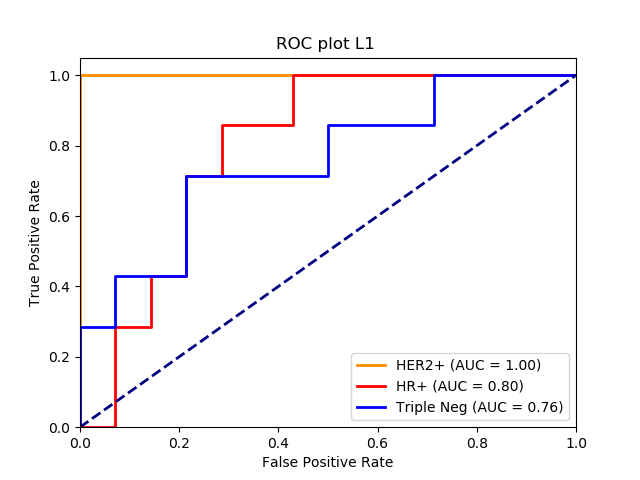 ROC plot L1
True Positive Rate
1.0
0.8
0.6
0.4
0.2
0.0
HER2+ (AUC = 1.00)
HR+ (AUC = 0.80)
Triple Neg (AUC = 0.76)
0.0 0.2 0.4 0.6 0.8 1.0
False Positive Rate